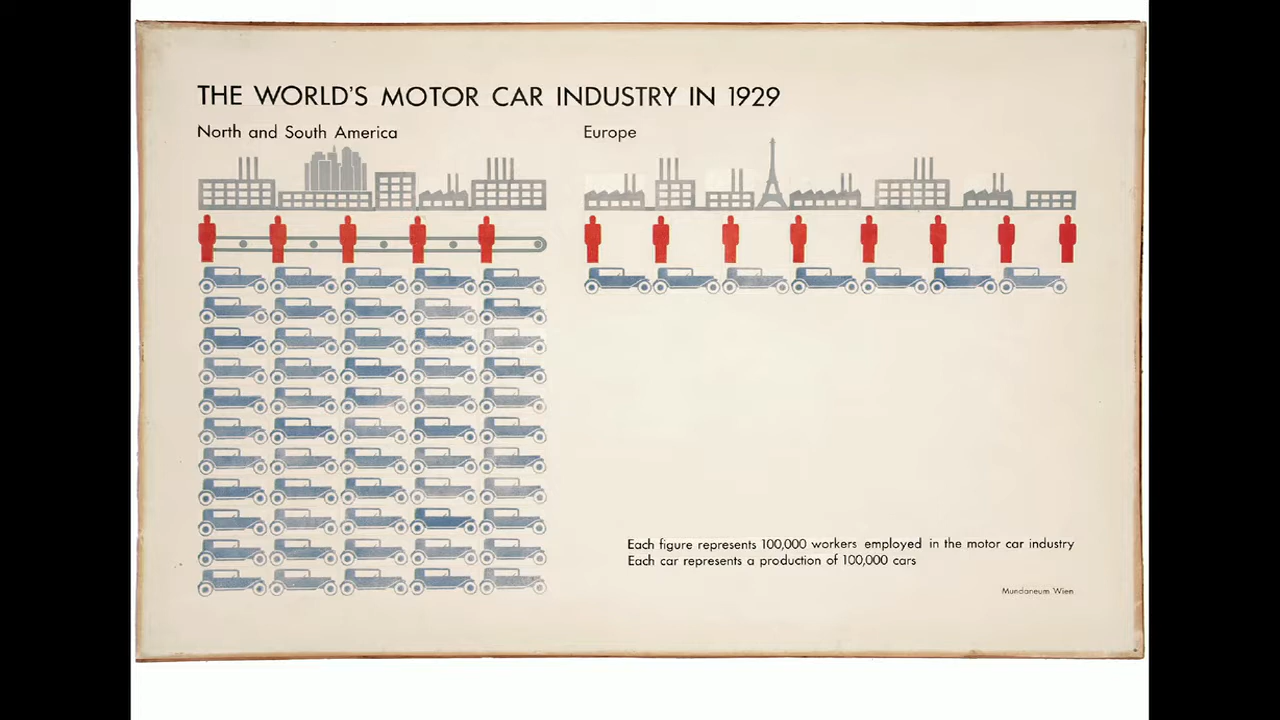 THE WORLD'S MOTOR CAR INDUSTRY IN 1929
North and South America
Europe
Each figure represents 100,000 workers employed in the motor car industry
Each car represents a production of 100,000 cars
Mundaneum Wien